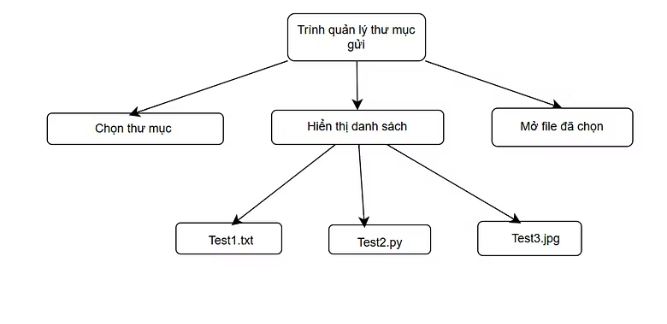 Trình quản lý thư mục
gửi
Chọn thư mục
Hiển thị danh sách
Mở file đã chọn
Test1.txt
Test2.py
Test3.jpg